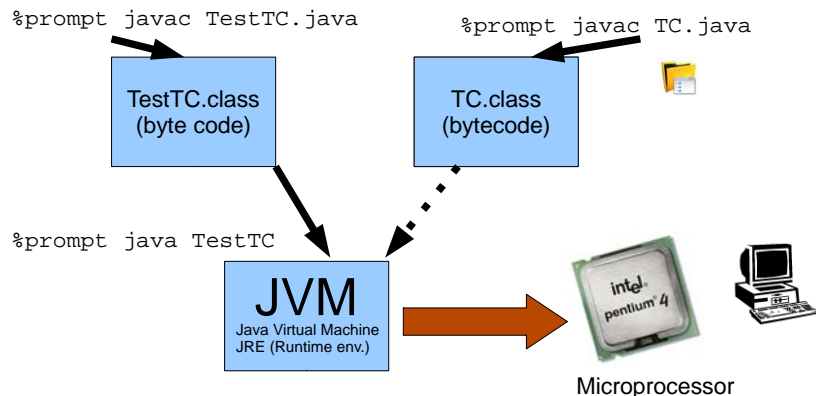 %prompt javac TestTC.java
%prompt javac TC.java
TestTC.class
(byte code)
TC.class
(bytecode)
%prompt java TestTC
JVM
Java Virtual Machine
JRE (Runtime env.)
intel
pentium 4
Microprocessor